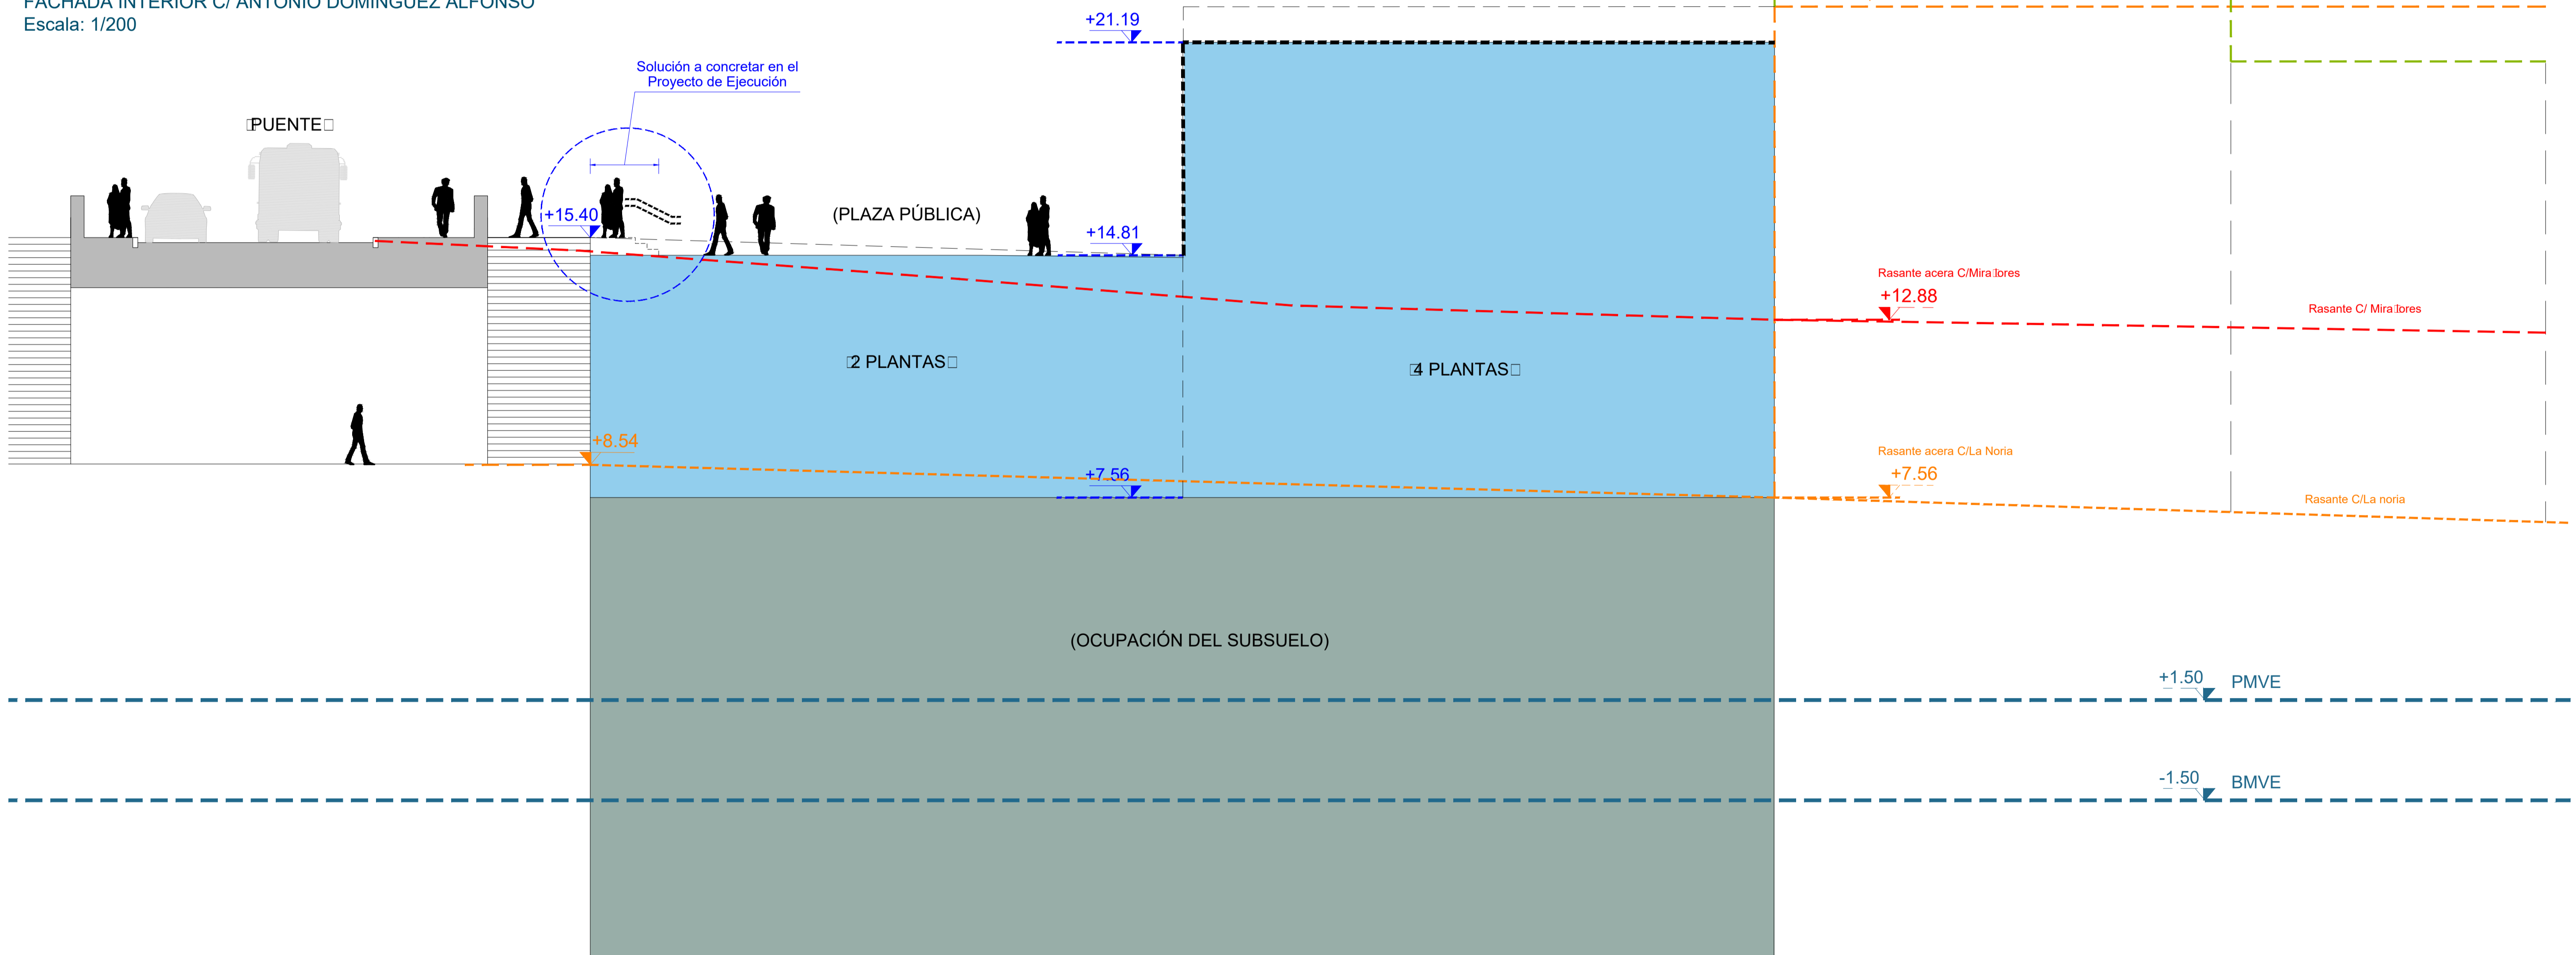 FACHADA INTERIOR C/ ANTONIO DOMÍNGUEZ ALFONSO
Escala: 1/200
+21.19
Solución a concretar en el
Proyecto de Ejecución
PUENTE
+15.40
(PLAZA PÚBLICA)
+14.81
Rasante acera C/Mira lores
+12.88
Rasante C/ Mira lores
2 PLANTAS
4 PLANTAS
+8.54
+7.56
Rasante acera C/La Noria
+7.56
Rasante C/La noria
(OCUPACIÓN DEL SUBSUELO)
+1.50 PMVE
-1.50 BMVE